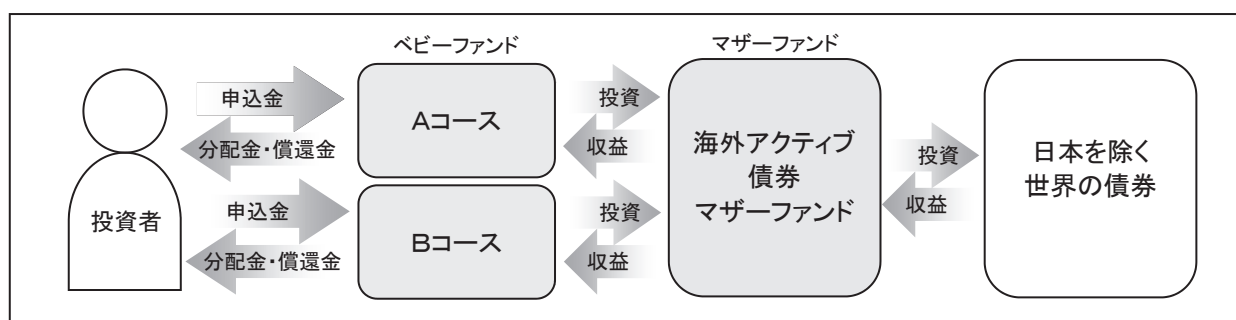 ベビーファンド
マザーファンド
投資者
申込金
分配金・償還金
申込金
分配金・償還金
Aコース
Bコース
投資
収益
投資
収益
海外アクティブ
債券
マザーファンド
投資
収益
日本を除く
世界の債券